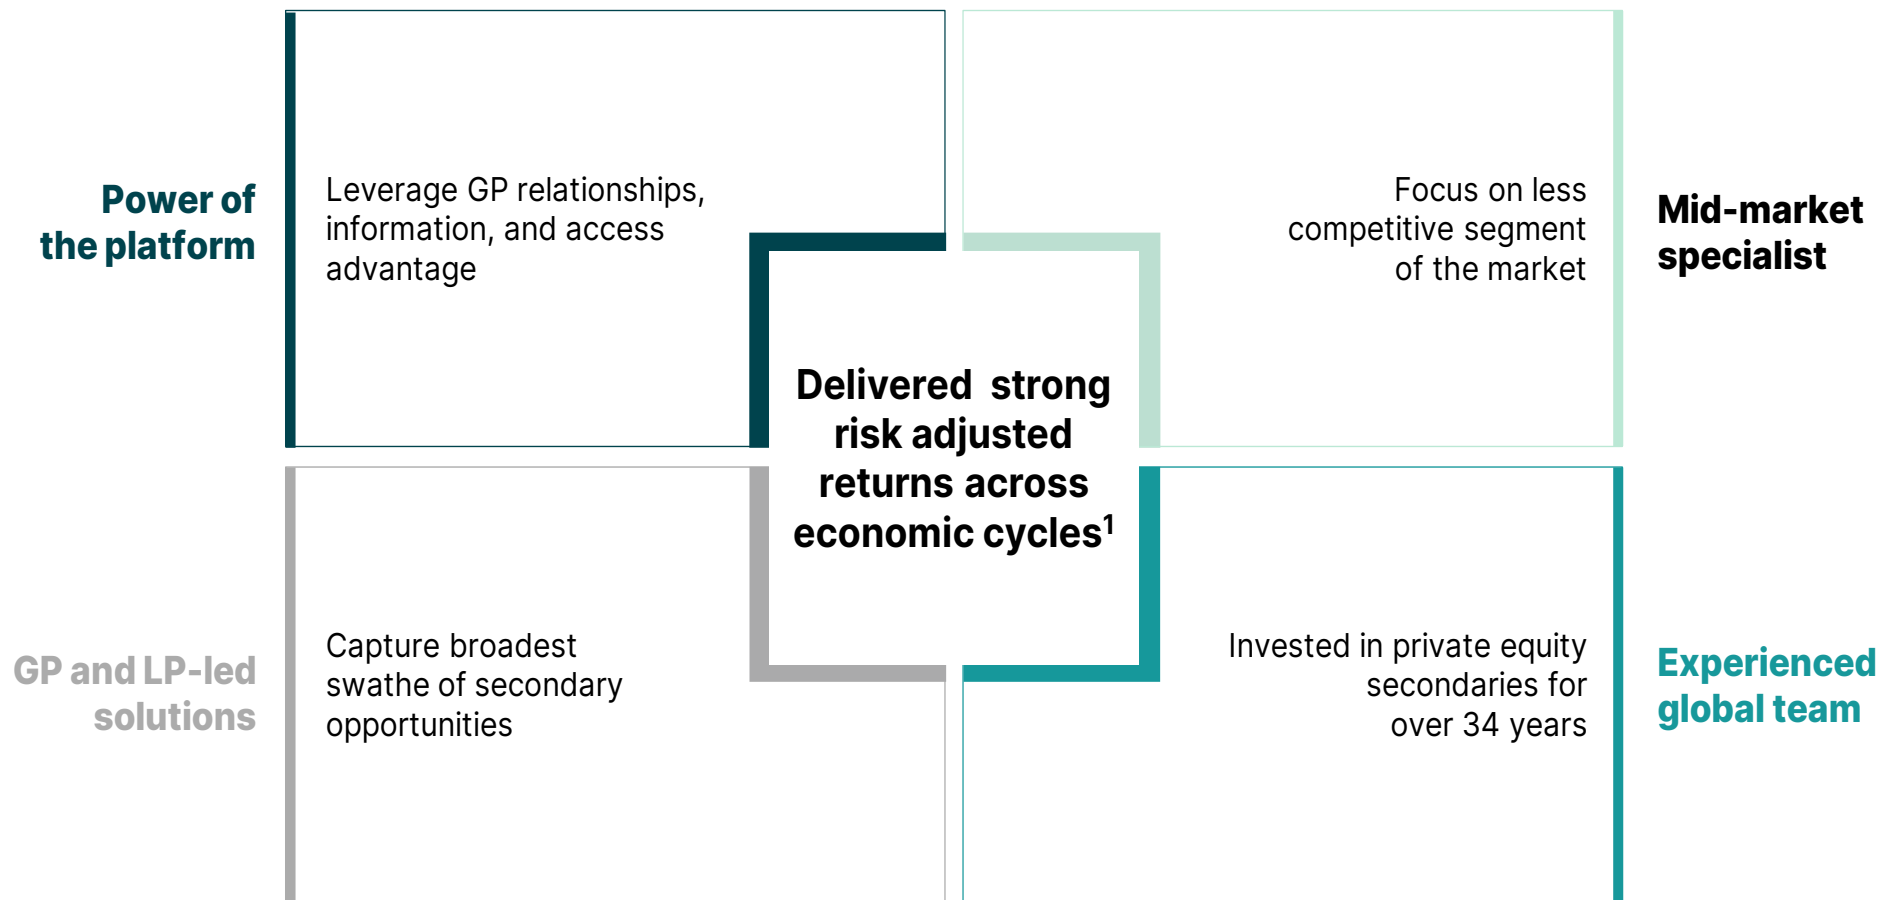 Power of
the platform
Leverage GP relationships,
information, and access
advantage
Focus on less
competitive segment
of the market
Mid-market
specialist
Delivered strong
risk adjusted
returns across
economic cycles¹
GP and LP-led
solutions
Capture broadest
swathe of secondary
opportunities
Invested in private equity
secondaries for
over 34 years
Experienced
global team